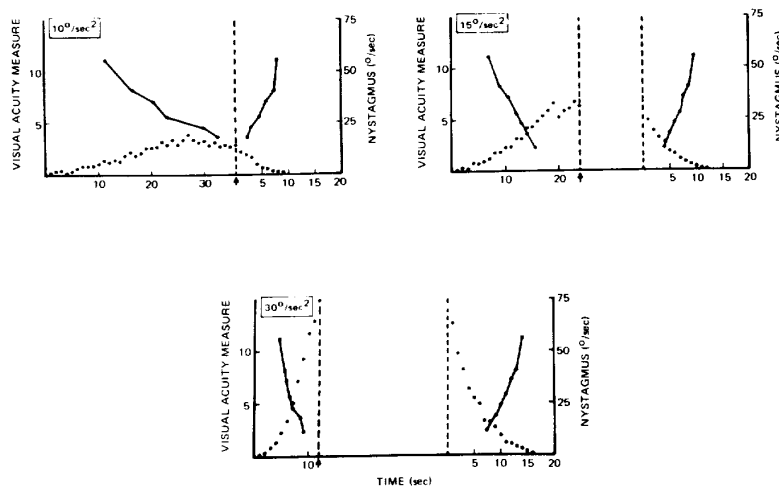 10°/sec²
VISUAL ACUITY MEASURE
10
5
75
50
25
NYSTAGMUS (°/sec)
10 20 30 5 10 15 20
15°/sec²
VISUAL ACUITY MEASURE
10
5
75
50
25
NYSTAGMUS (°/sec)
10 20 5 10 15 20
30°/sec²
VISUAL ACUITY MEASURE
10
5
75
50
25
NYSTAGMUS (°/sec)
10 5 10 15 20
TIME (sec)